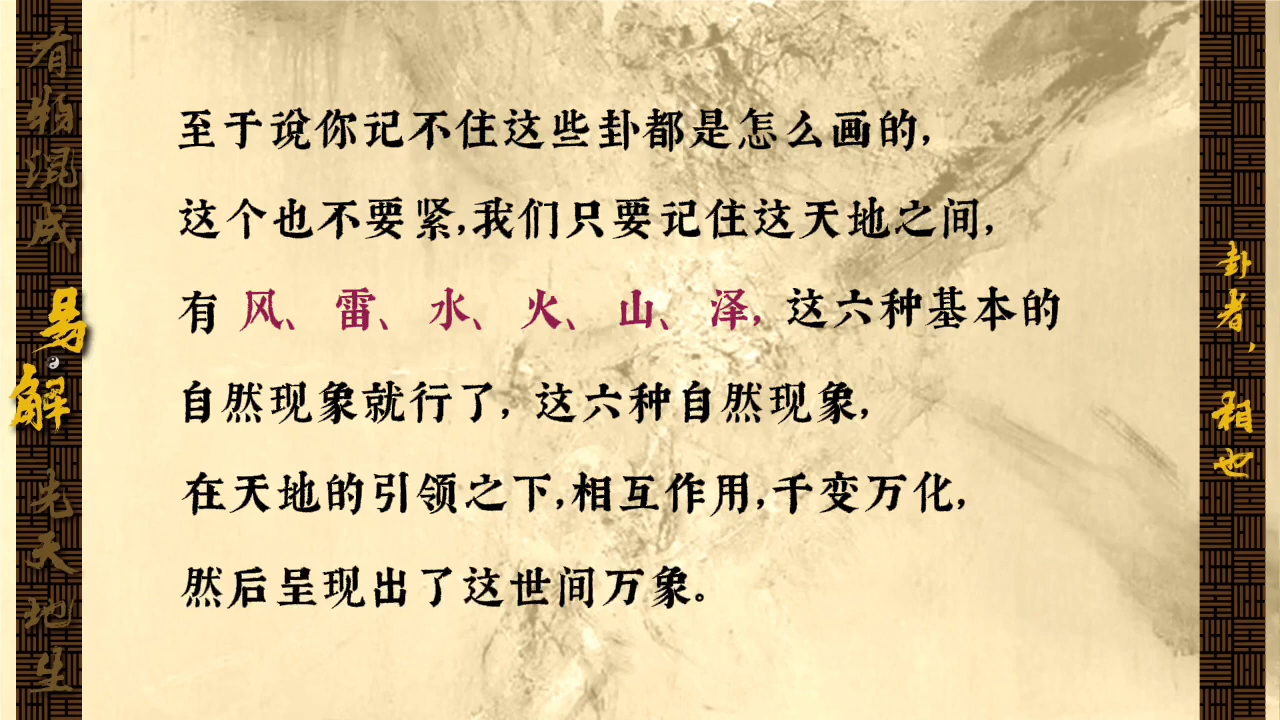 至于说你记不住这些卦都是怎么画的,
这个也不要紧,我们只要记住这天地之间,
有 风、雷、水、火、山、泽, 这六种基本的
自然现象就行了, 这六种自然现象,
在天地的引领之下,相互作用,千变万化,
然后呈现出了这世间万象。
有物混成
易解
先天地生
卦者，相也